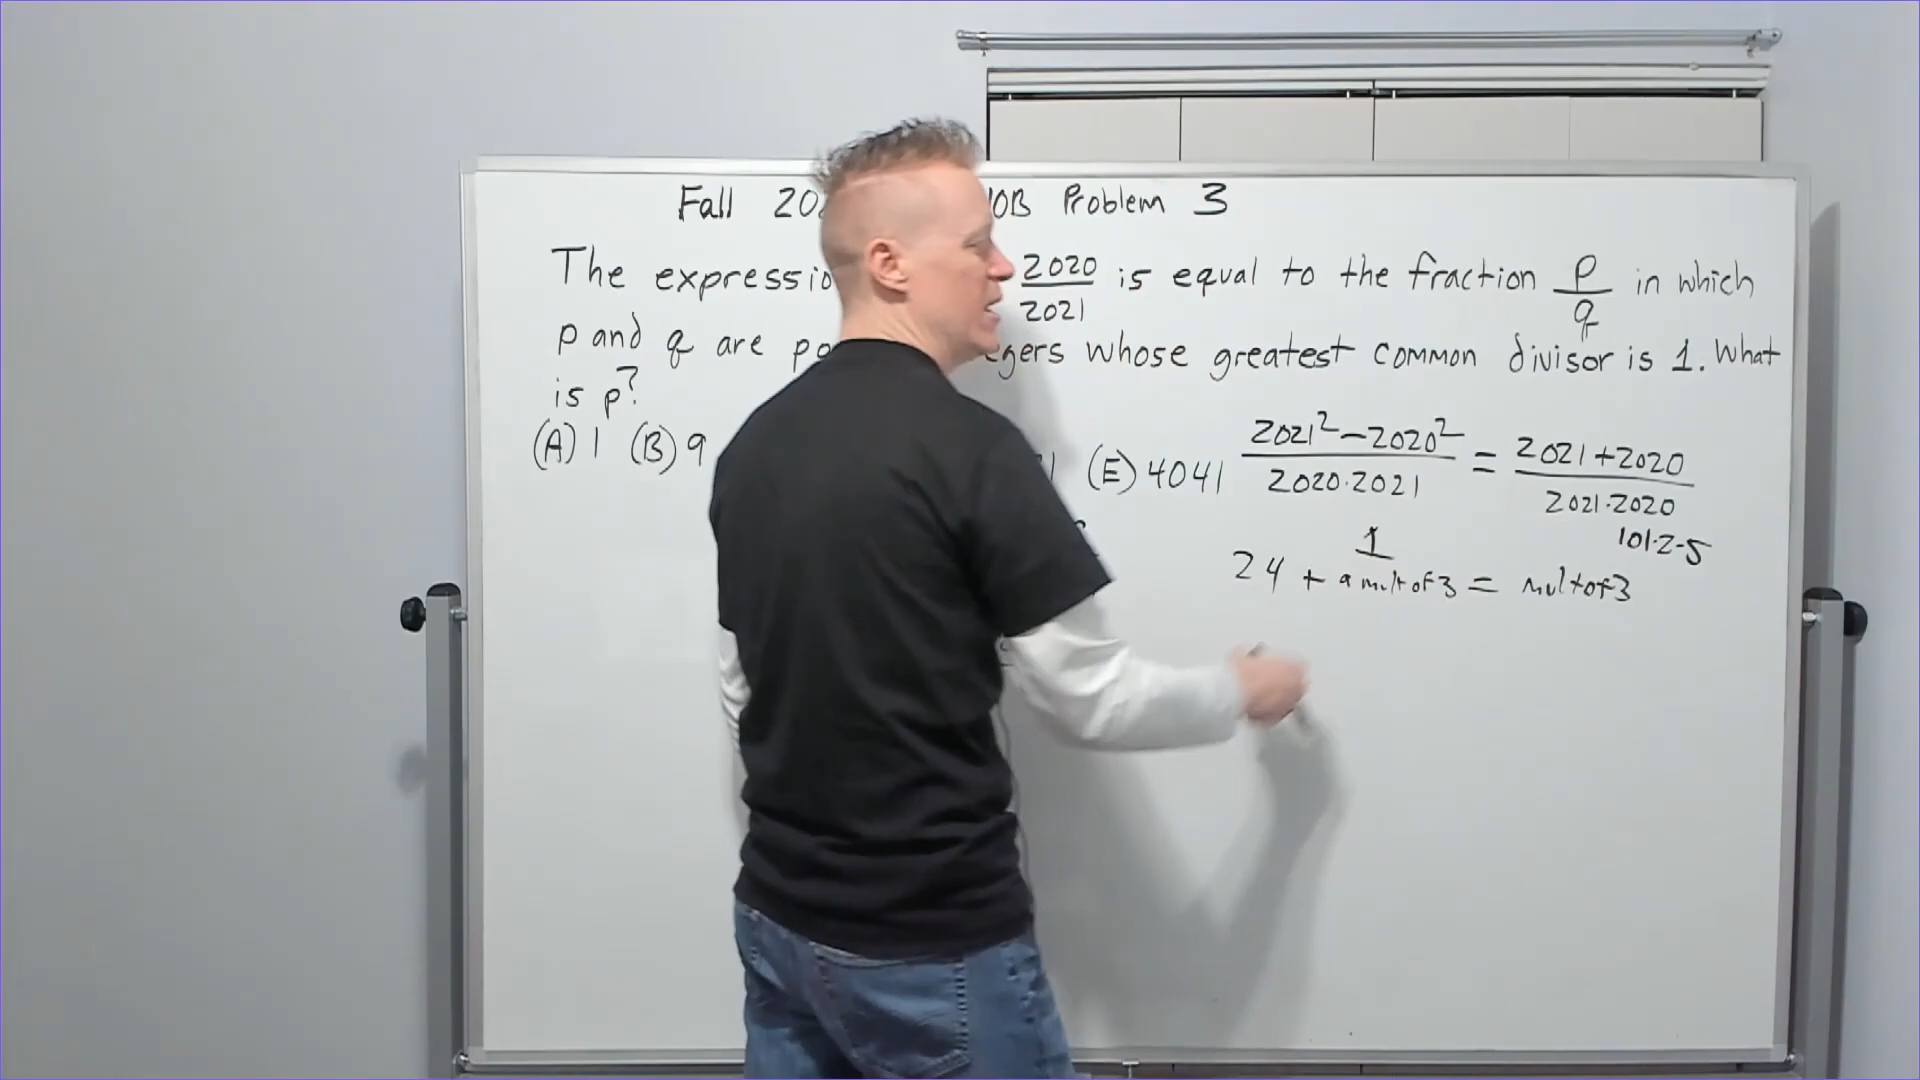 Fall 20 10B Problem 3
The expressio 2020/2021 is equal to the fraction p/q in which
p and q are po egers whose greatest common divisor is 1. What
is p?
(A) 1 (B) 9 1 (E) 4041 2021²-2020²/2020·2021 = 2021+2020/2021·2020
101·2·5
1
24 + a mult of 3 = mult of 3